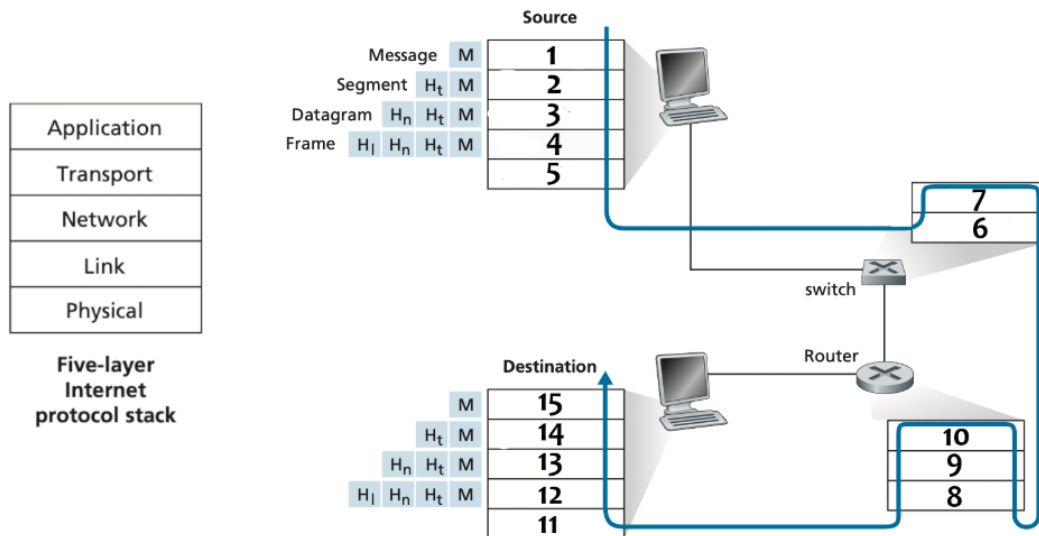 Source
Message M 1
Segment Ht M 2
Datagram Hn Ht M 3
Frame Hl Hn Ht M 4
5
Application
Transport
Network
Link
Physical
Five-layer
Internet
protocol stack
7
6
switch
Router
Destination
M 15
Ht M 14
Hn Ht M 13
Hl Hn Ht M 12
11
10
9
8